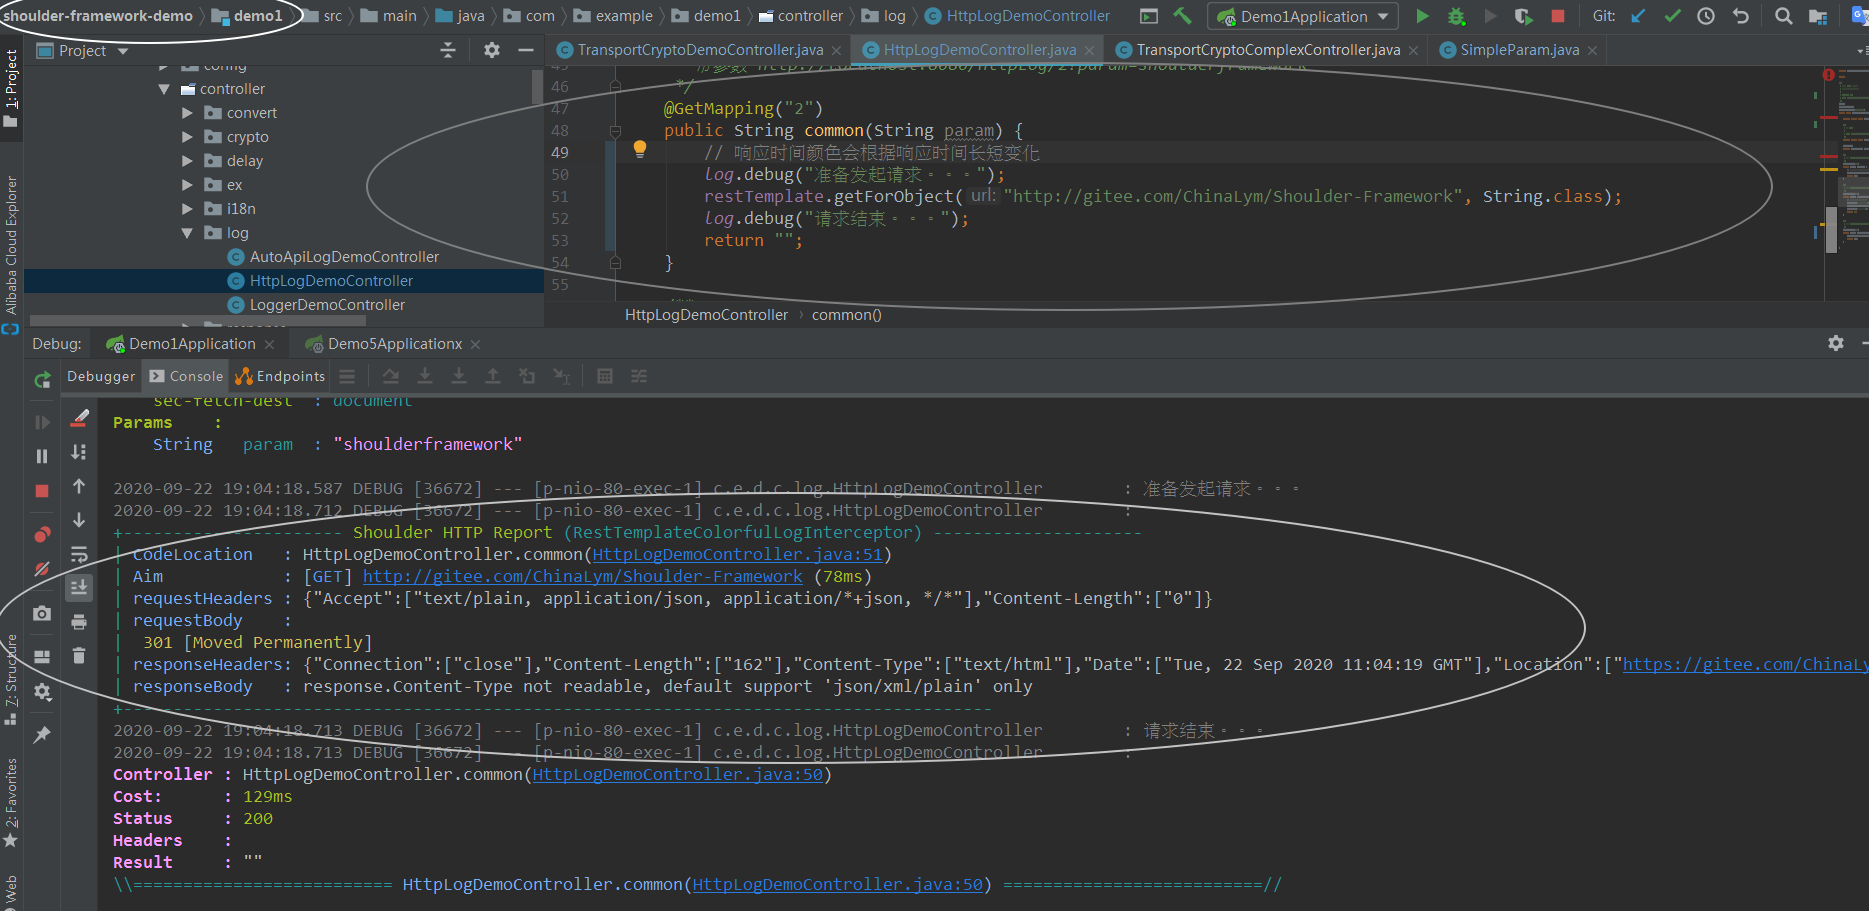 shoulder-framework-demo 〉 demo1 〉 src 〉 main 〉 java 〉 com 〉 example 〉 demo1 〉 controller 〉 log 〉 HttpLogDemoController
Demo1Application
Git:
Project
TransportCryptoDemoController.java
HttpLogDemoController.java
TransportCryptoComplexController.java
SimpleParam.java
1: Project
Alibaba Cloud Explorer
7: Structure
2: Favorites
Web
config
controller
convert
crypto
delay
ex
i18n
log
AutoApiLogDemoController
HttpLogDemoController
LoggerDemoController
46 */
47 @GetMapping("2")
48 public String common(String param) {
49 // 响应时间颜色会根据响应时间长短变化
50 log.debug("准备发起请求・・・");
51 restTemplate.getForObject( url: "http://gitee.com/ChinaLym/Shoulder-Framework", String.class);
52 log.debug("请求结束・・・");
53 return "";
54 }
55
HttpLogDemoController › common()
Debug: Demo1Application Demo5Applicationx
Debugger Console Endpoints
sec-fetch-dest : document
Params :
String param : "shoulderframework"
2020-09-22 19:04:18.587 DEBUG [36672] --- [p-nio-80-exec-1] c.e.d.c.log.HttpLogDemoController : 准备发起请求・・・
2020-09-22 19:04:18.712 DEBUG [36672] --- [p-nio-80-exec-1] c.e.d.c.log.HttpLogDemoController :
+---------------------- Shoulder HTTP Report (RestTemplateColorfulLogInterceptor) ---------------------
| CodeLocation : HttpLogDemoController.common(HttpLogDemoController.java:51)
| Aim : [GET] http://gitee.com/ChinaLym/Shoulder-Framework (78ms)
| requestHeaders : {"Accept":["text/plain, application/json, application/*+json, */*"],"Content-Length":["0"]}
| requestBody :
| 301 [Moved Permanently]
| responseHeaders: {"Connection":["close"],"Content-Length":["162"],"Content-Type":["text/html"],"Date":["Tue, 22 Sep 2020 11:04:19 GMT"],"Location":["https://gitee.com/ChinaLy
| responseBody : response.Content-Type not readable, default support 'json/xml/plain' only
+---------------------------------------------------------------------------------------
2020-09-22 19:04:18.713 DEBUG [36672] --- [p-nio-80-exec-1] c.e.d.c.log.HttpLogDemoController : 请求结束・・・
2020-09-22 19:04:18.713 DEBUG [36672] --- [p-nio-80-exec-1] c.e.d.c.log.HttpLogDemoController :
Controller : HttpLogDemoController.common(HttpLogDemoController.java:50)
Cost: : 129ms
Status : 200
Headers :
Result : ""
\\========================== HttpLogDemoController.common(HttpLogDemoController.java:50) ==========================//